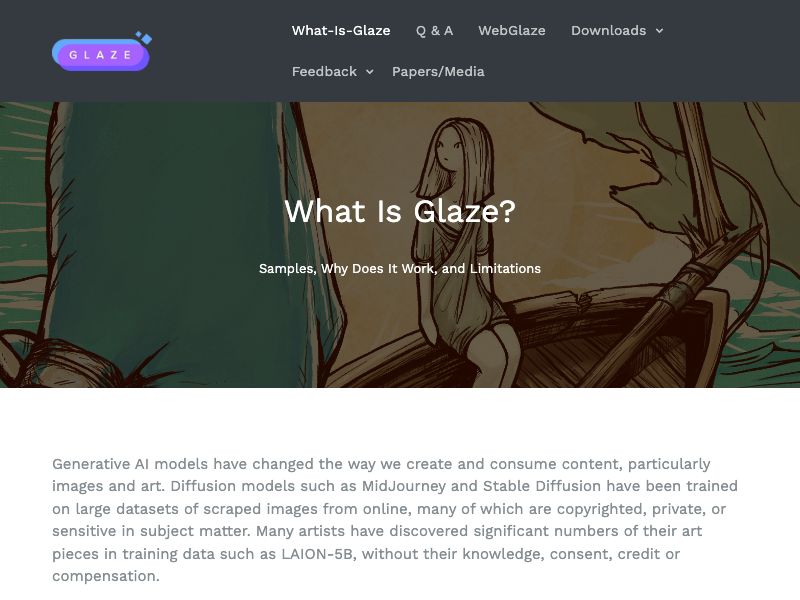 GLAZE
What-Is-Glaze Q & A WebGlaze Downloads
Feedback Papers/Media
What Is Glaze?
Samples, Why Does It Work, and Limitations
Generative AI models have changed the way we create and consume content, particularly
images and art. Diffusion models such as MidJourney and Stable Diffusion have been trained
on large datasets of scraped images from online, many of which are copyrighted, private, or
sensitive in subject matter. Many artists have discovered significant numbers of their art
pieces in training data such as LAION-5B, without their knowledge, consent, credit or
compensation.